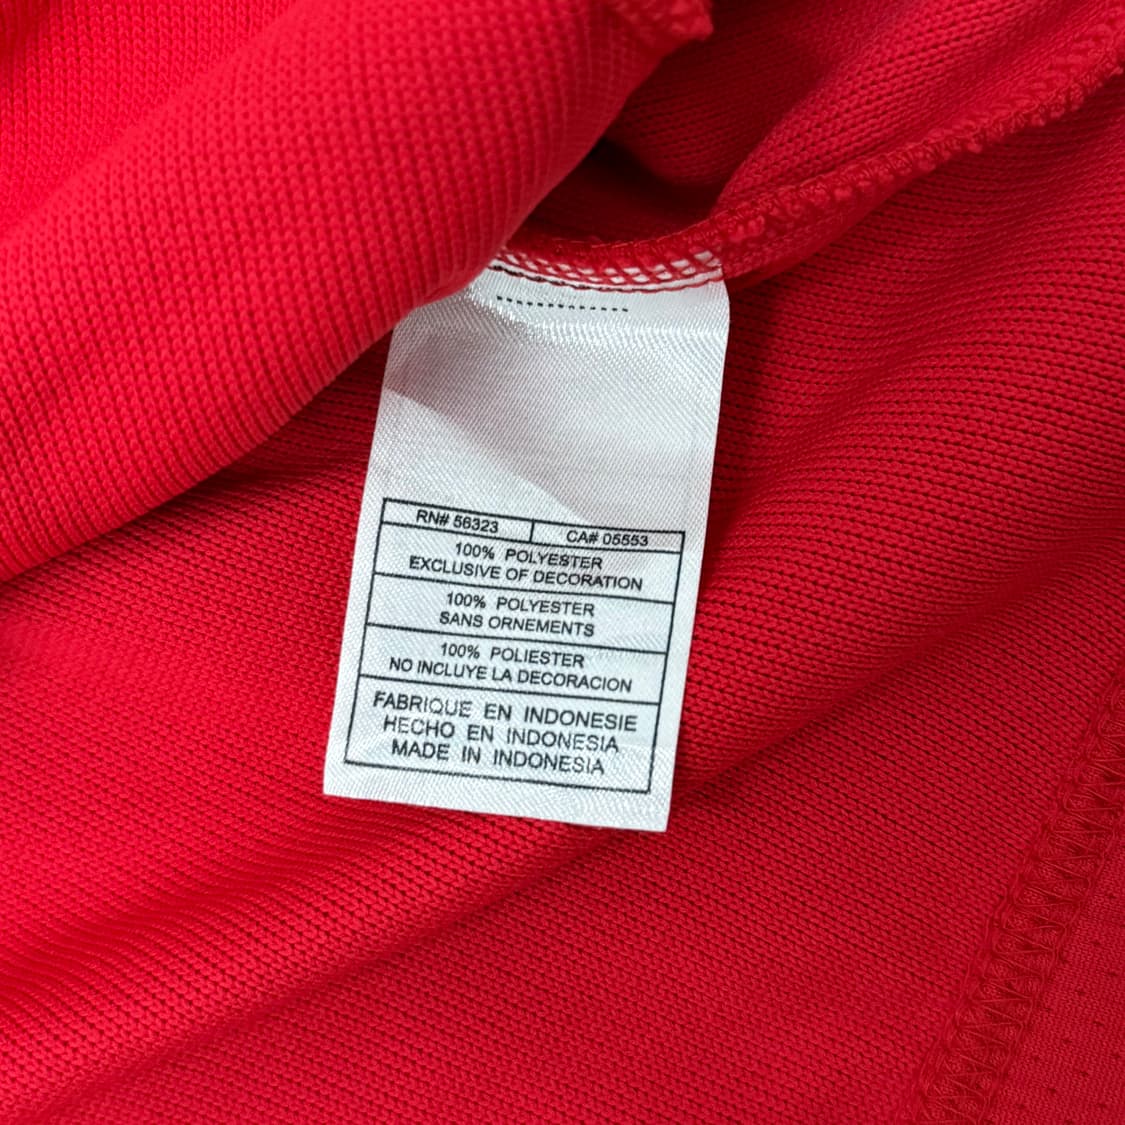 RN# 56323 CA# 05553
100% POLYESTER
EXCLUSIVE OF DECORATION
100% POLYESTER
SANS ORNEMENTS
100% POLIESTER
NO INCLUYE LA DECORACION
FABRIQUE EN INDONESIE
HECHO EN INDONESIA
MADE IN INDONESIA